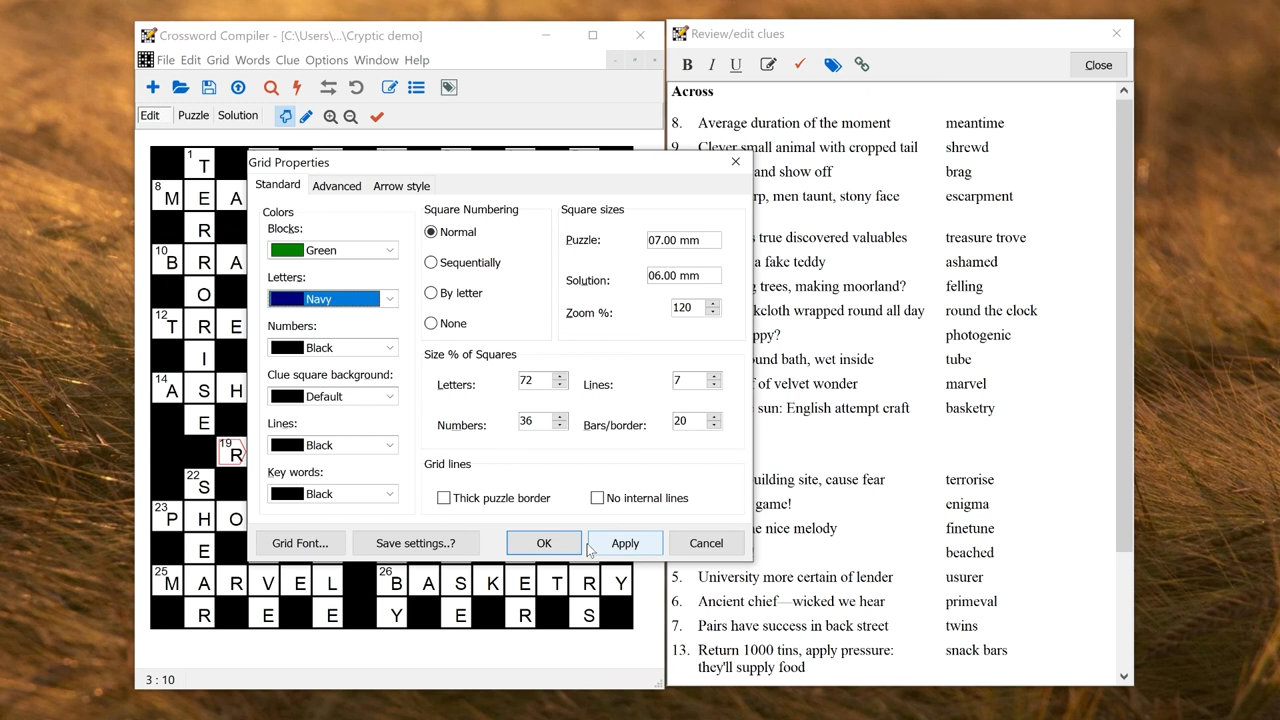 Crossword Compiler - [C:\Users\...\Cryptic demo]
File Edit Grid Words Clue Options Window Help
Edit Puzzle Solution
1 T
8 M E A
R
10 B R A
O
12 T R E
I
14 A S H
E
19 R
22 S
23 P H O
E
25 M A R V E L 26 B A S K E T R Y
R E E Y E R S
3 : 10
Grid Properties
Standard Advanced Arrow style
Colors
Blocks:
Green
Letters:
Navy
Numbers:
Black
Clue square background:
Default
Lines:
Black
Key words:
Black
Square Numbering
Normal
Sequentially
By letter
None
Square sizes
Puzzle: 07.00 mm
Solution: 06.00 mm
Zoom %: 120
Size % of Squares
Letters: 72 Lines: 7
Numbers: 36 Bars/border: 20
Grid lines
Thick puzzle border No internal lines
Grid Font... Save settings..? OK Apply Cancel
Review/edit clues
B I U Close
Across
8. Average duration of the moment meantime
9. Clever small animal with cropped tail shrewd
and show off brag
rp, men taunt, stony face escarpment
s true discovered valuables treasure trove
a fake teddy ashamed
g trees, making moorland? felling
kcloth wrapped round all day round the clock
ppy? photogenic
und bath, wet inside tube
f of velvet wonder marvel
sun: English attempt craft basketry
uilding site, cause fear terrorise
game! enigma
e nice melody finetune
beached
5. University more certain of lender usurer
6. Ancient chief—wicked we hear primeval
7. Pairs have success in back street twins
13. Return 1000 tins, apply pressure: snack bars
they'll supply food